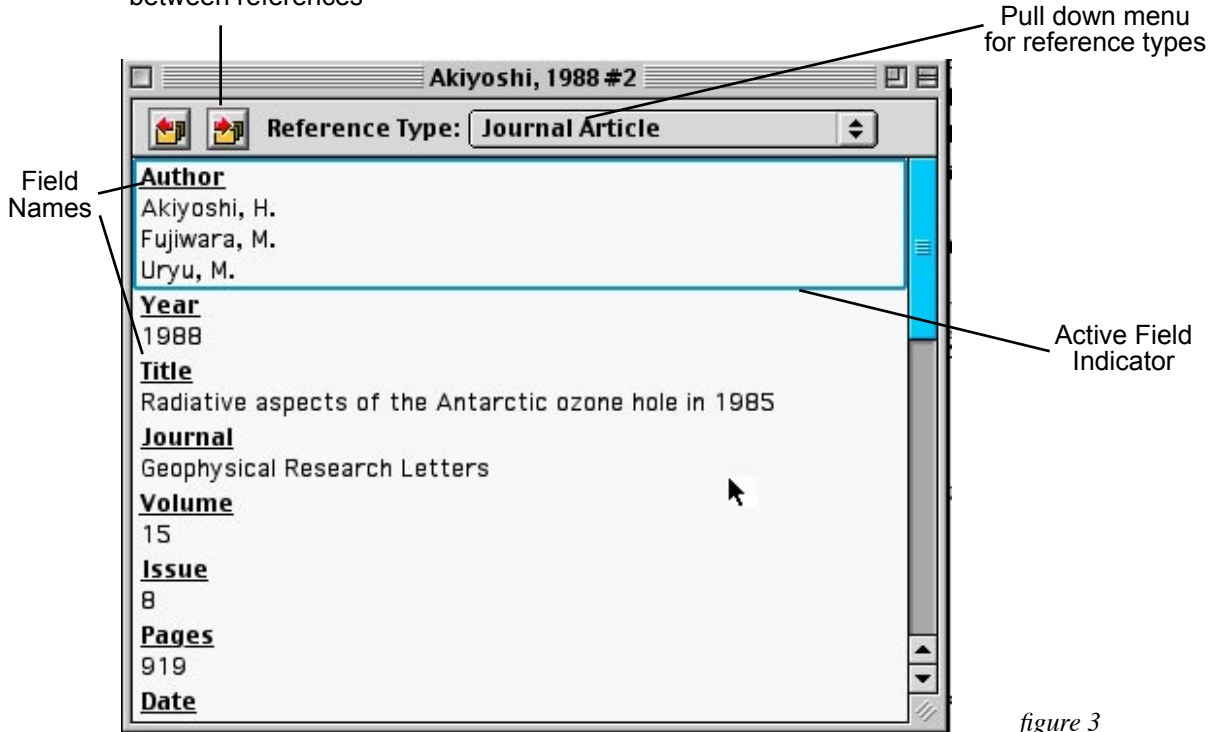 between references
Pull down menu
for reference types
Akiyoshi, 1988 #2
Reference Type: Journal Article
Field
Names
Author
Akiyoshi, H.
Fujiwara, M.
Uryu, M.
Year
1988
Active Field
Indicator
Title
Radiative aspects of the Antarctic ozone hole in 1985
Journal
Geophysical Research Letters
Volume
15
Issue
8
Pages
919
Date
figure 3